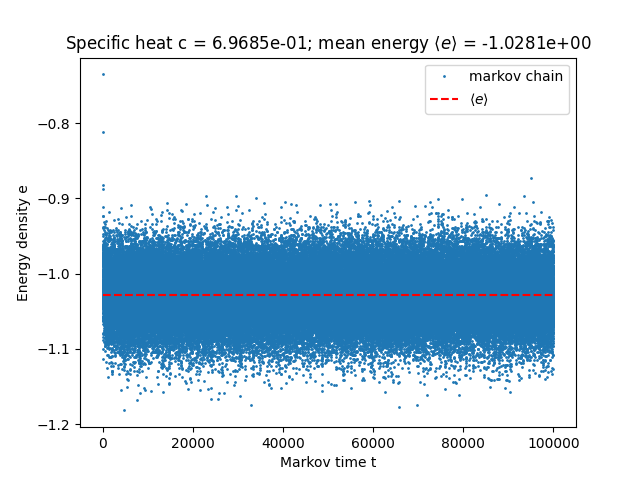 Specific heat c = 6.9685e-01; mean energy ⟨e⟩ = -1.0281e+00
markov chain
⟨e⟩
Energy density e
−0.8
−0.9
−1.0
−1.1
−1.2
0 20000 40000 60000 80000 100000
Markov time t